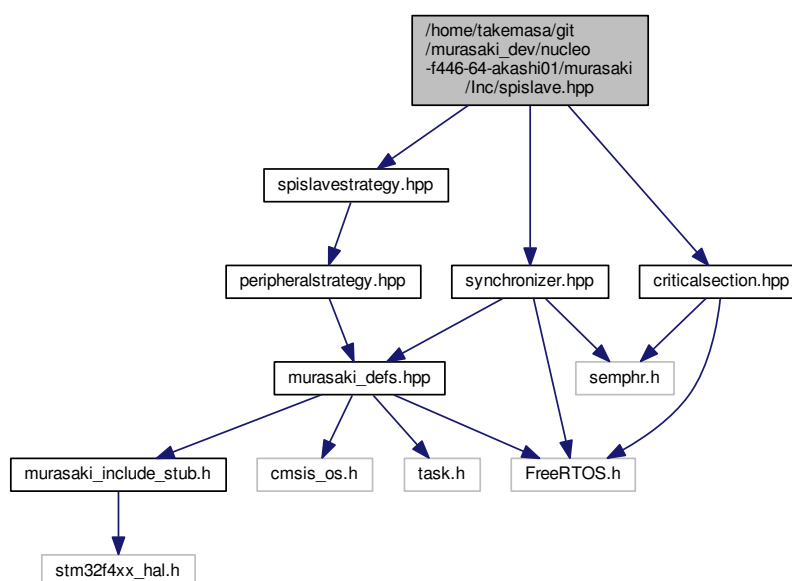 /home/takemasa/git
/murasaki_dev/nucleo
-f446-64-akashi01/murasaki
/Inc/spislave.hpp
spislavestrategy.hpp
peripheralstrategy.hpp
synchronizer.hpp
criticalsection.hpp
murasaki_defs.hpp
semphr.h
murasaki_include_stub.h
cmsis_os.h
task.h
FreeRTOS.h
stm32f4xx_hal.h